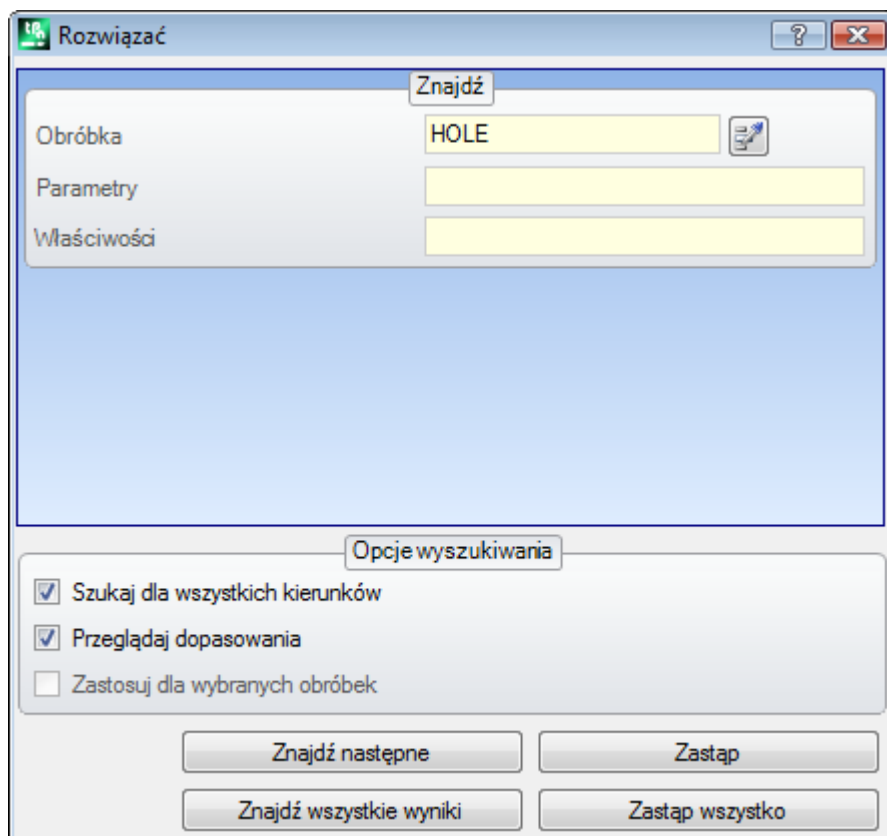 Rozwiązać
Znajdź
Obróbka HOLE
Parametry
Właściwości
Opcje wyszukiwania
Szukaj dla wszystkich kierunków
Przeglądaj dopasowania
Zastosuj dla wybranych obróbek
Znajdź następne Zastąp
Znajdź wszystkie wyniki Zastąp wszystko